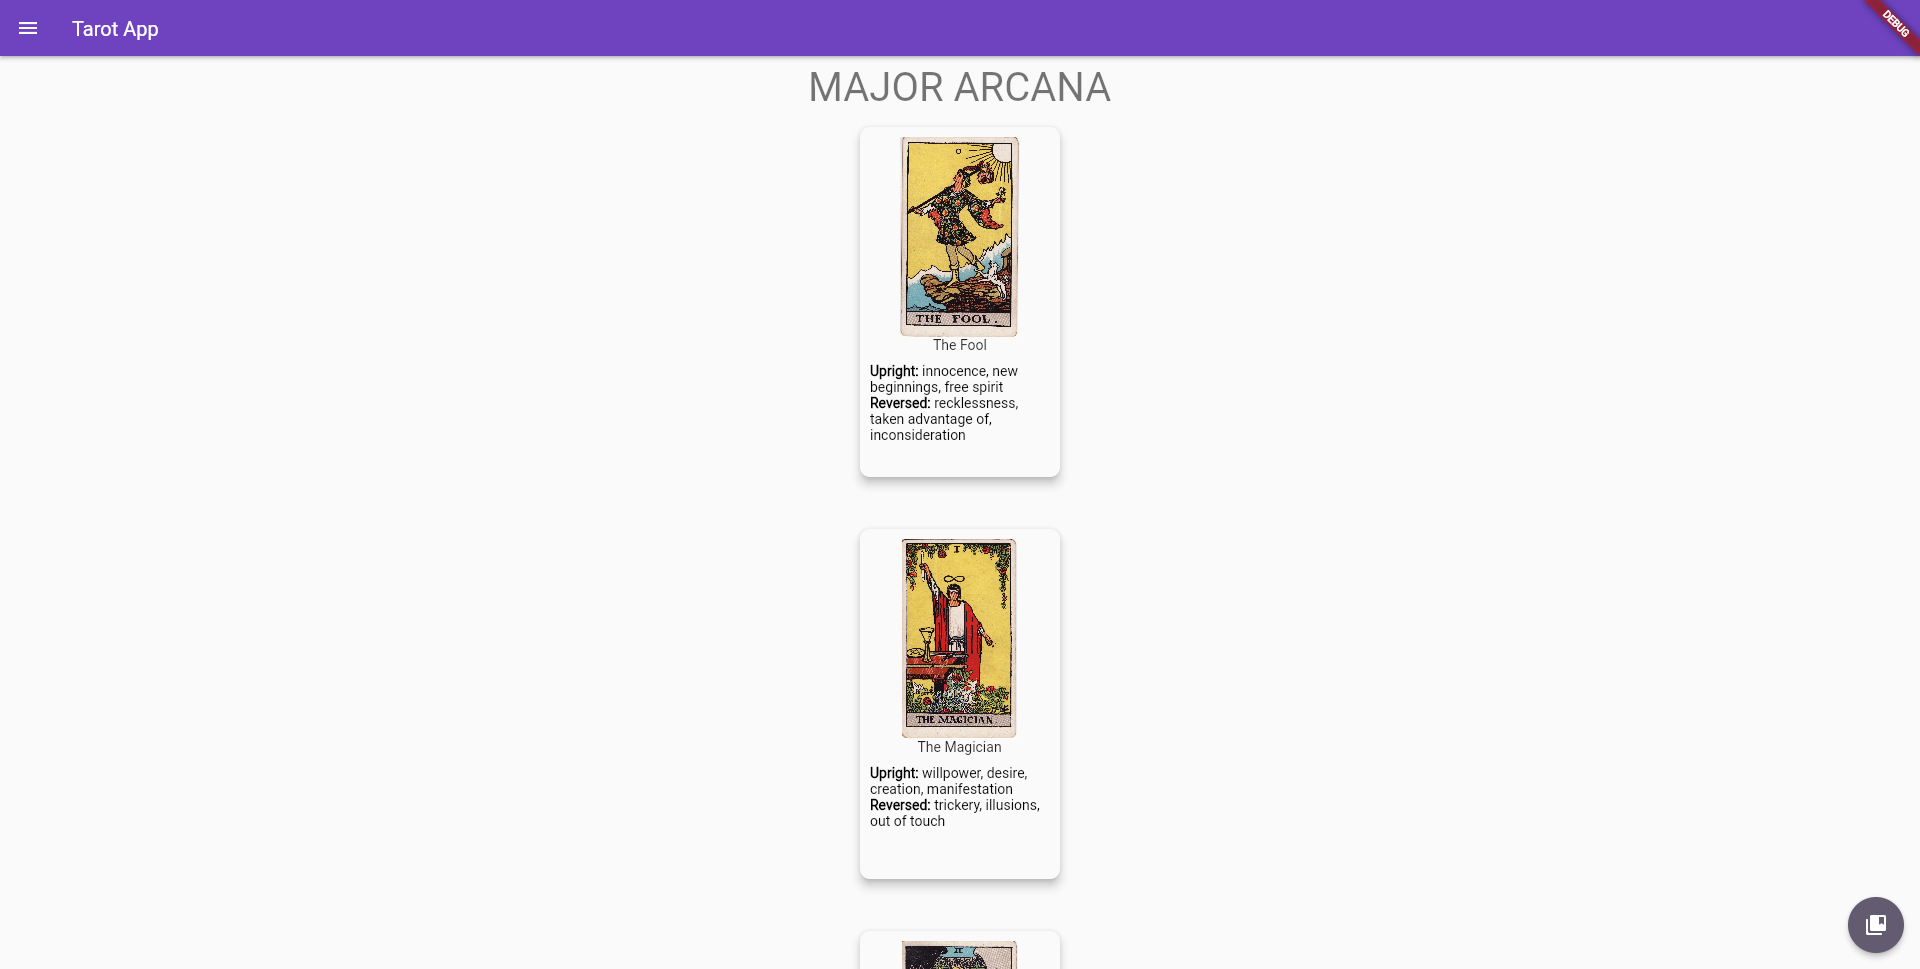 Tarot App
DEBUG
MAJOR ARCANA
THE FOOL.
The Fool
Upright: innocence, new
beginnings, free spirit
Reversed: recklessness,
taken advantage of,
inconsideration
I
THE MAGICIAN.
The Magician
Upright: willpower, desire,
creation, manifestation
Reversed: trickery, illusions,
out of touch
II